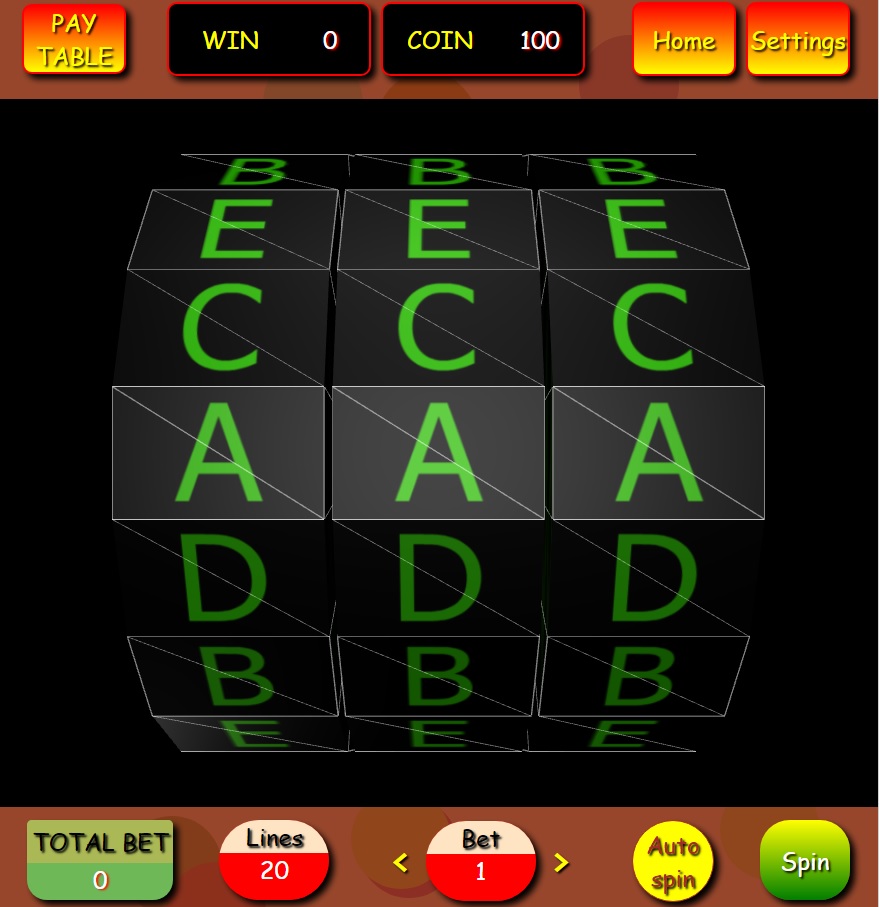 PAY
TABLE
WIN 0
COIN 100
Home
Settings
B B B
E E E
C C C
A A A
D D D
B B B
E E E
TOTAL BET
0
Lines
20
<
Bet
1
>
Auto
spin
Spin